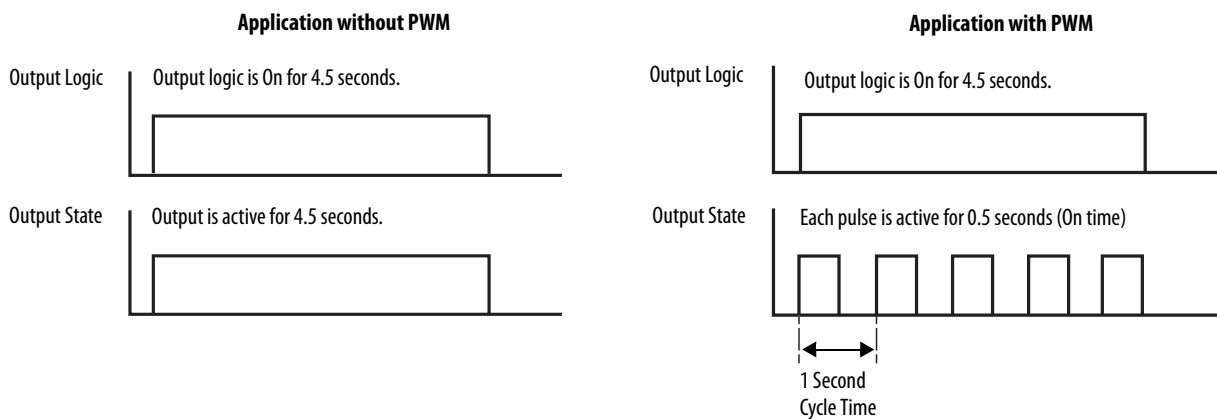 Application without PWM
Output Logic
Output logic is On for 4.5 seconds.
Output State
Output is active for 4.5 seconds.
Application with PWM
Output Logic
Output logic is On for 4.5 seconds.
Output State
Each pulse is active for 0.5 seconds (On time)
1 Second
Cycle Time